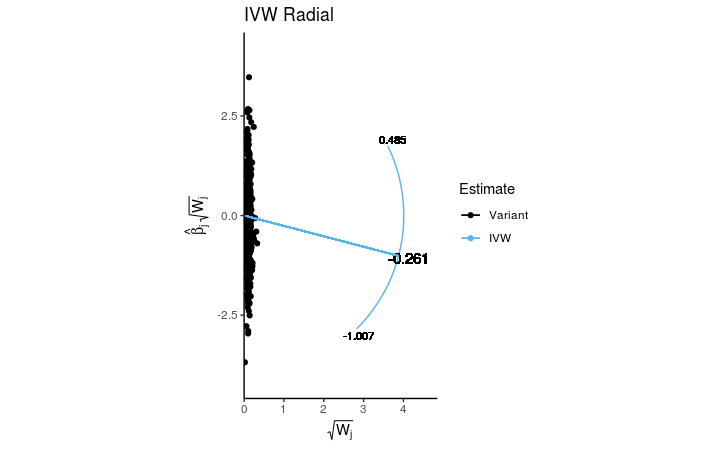 IVW Radial
2.5
0.0
-2.5
β̂ⱼ√Wⱼ
0.485
-0.261
-1.007
0
1
2
3
4
√Wⱼ
Estimate
Variant
IVW